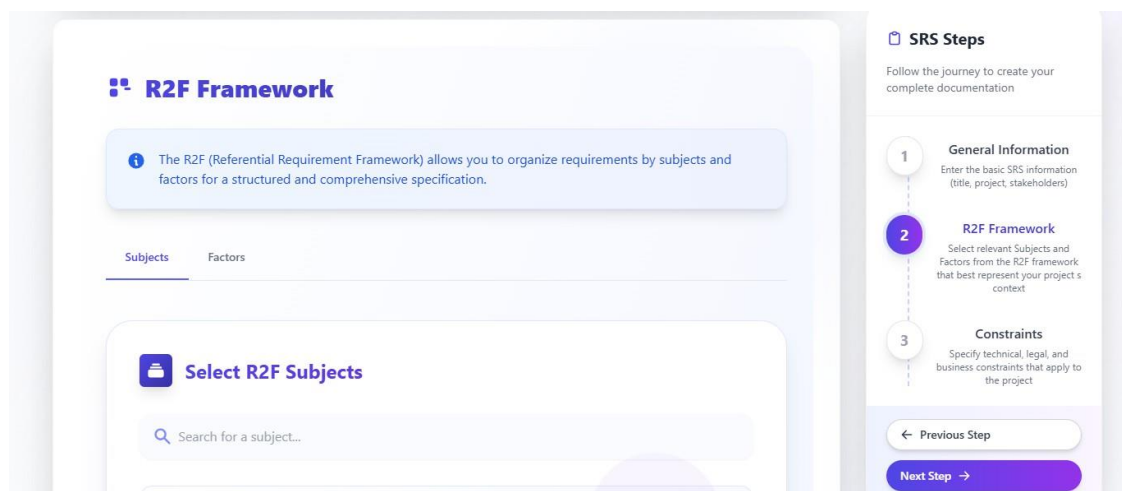 R2F Framework
The R2F (Referential Requirement Framework) allows you to organize requirements by subjects and
factors for a structured and comprehensive specification.
Subjects
Factors
Select R2F Subjects
Search for a subject...
SRS Steps
Follow the journey to create your
complete documentation
1
General Information
Enter the basic SRS information
(title, project, stakeholders)
2
R2F Framework
Select relevant Subjects and
Factors from the R2F framework
that best represent your project s
context
3
Constraints
Specify technical, legal, and
business constraints that apply to
the project
← Previous Step
Next Step →